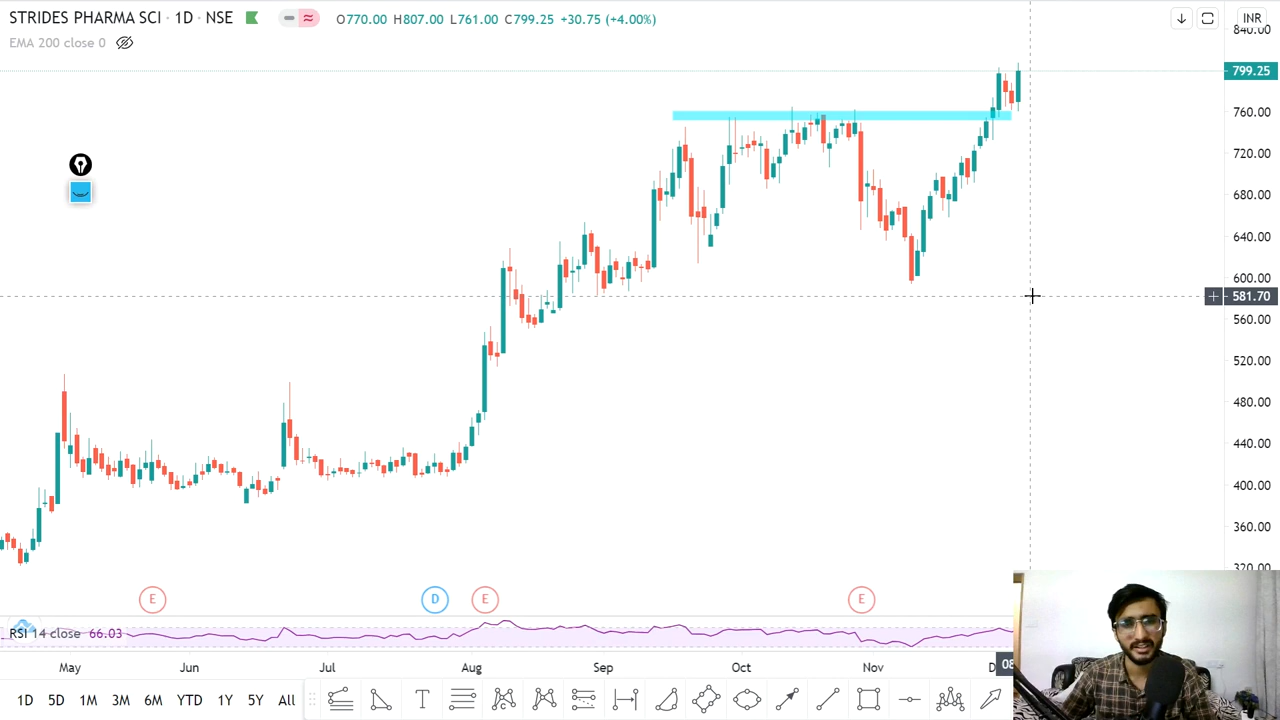 STRIDES PHARMA SCI · 1D · NSE O770.00 H807.00 L761.00 C799.25 +30.75 (+4.00%) INR
EMA 200 close 0
840.00
799.25
760.00
720.00
680.00
640.00
600.00
581.70
560.00
520.00
480.00
440.00
400.00
360.00
320.00
E D E E
RSI 14 close 66.03
May Jun Jul Aug Sep Oct Nov D 08
1D 5D 1M 3M 6M YTD 1Y 5Y All T